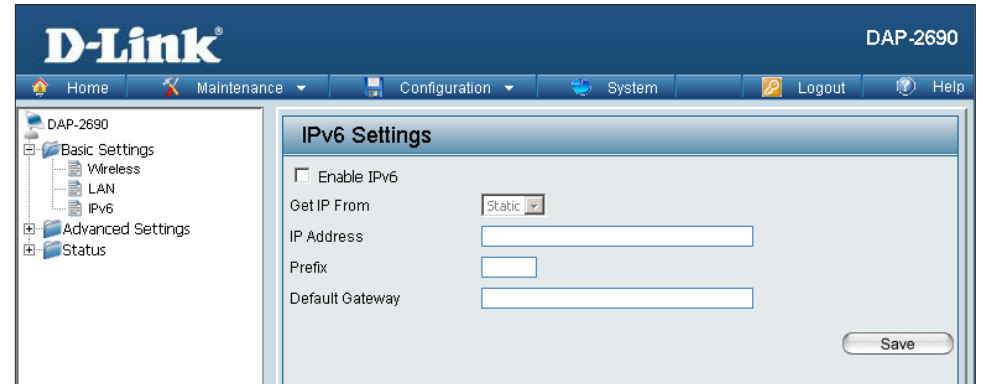 D-Link
DAP-2690
Home Maintenance Configuration System Logout Help
DAP-2690
Basic Settings
Wireless
LAN
IPv6
Advanced Settings
Status
IPv6 Settings
Enable IPv6
Get IP From Static
IP Address
Prefix
Default Gateway
Save